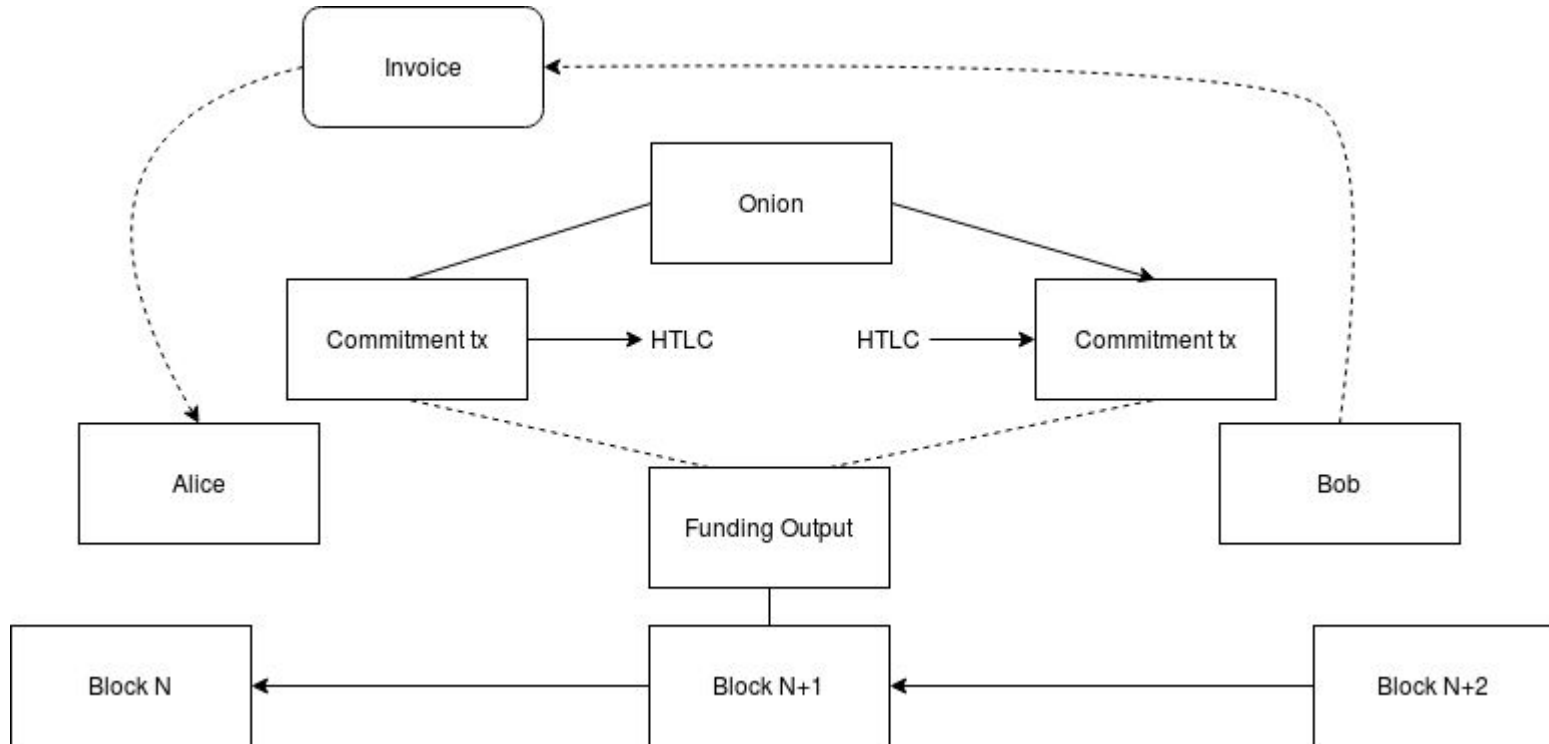 Invoice
Onion
Commitment tx
HTLC
HTLC
Commitment tx
Alice
Bob
Funding Output
Block N
Block N+1
Block N+2